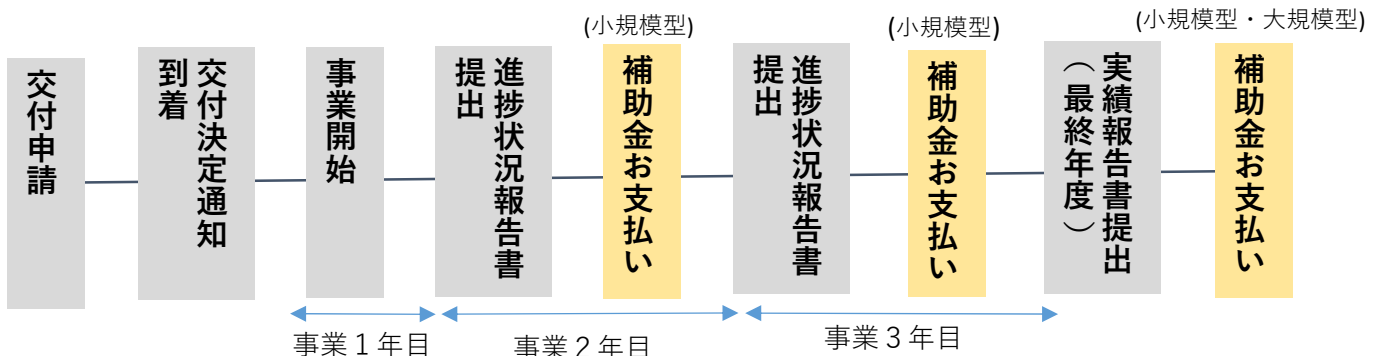 交付申請
交付決定通知
到着
事業開始
進捗状況報告書
提出
(小規模型)
補助金お支払い
進捗状況報告書
提出
(小規模型)
補助金お支払い
実績報告書提出
（最終年度）
(小規模型・大規模型)
補助金お支払い
事業１年目
事業２年目
事業３年目